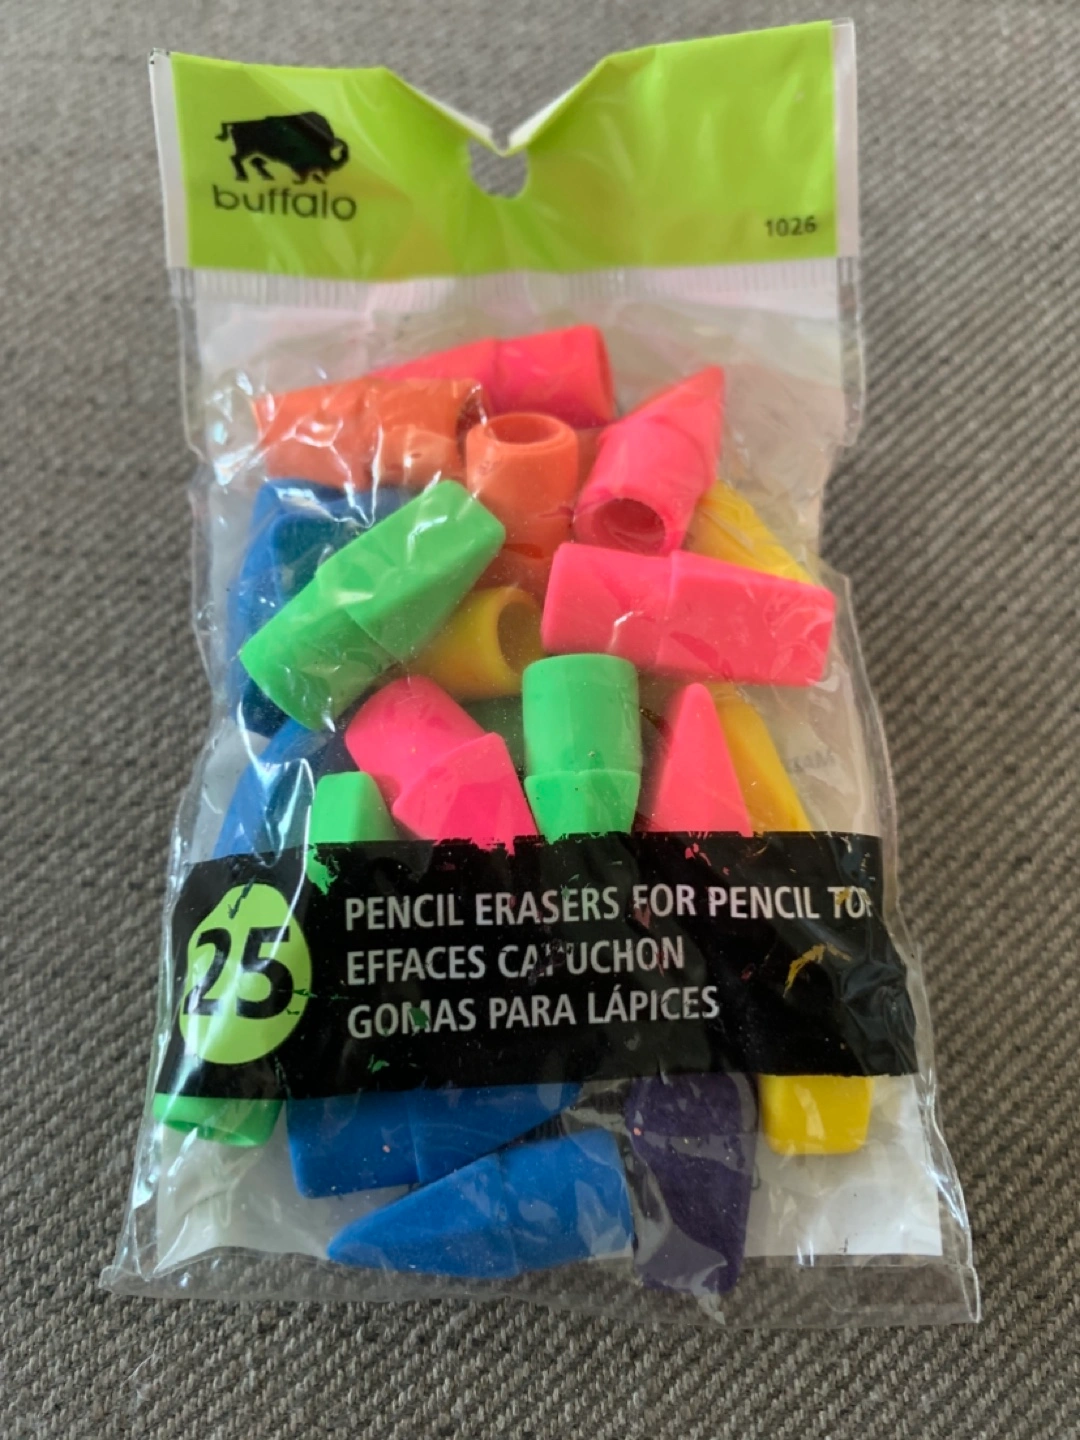 buffalo
1026
25
PENCIL ERASERS FOR PENCIL TOP
EFFACES CAPUCHON
GOMAS PARA LÁPICES